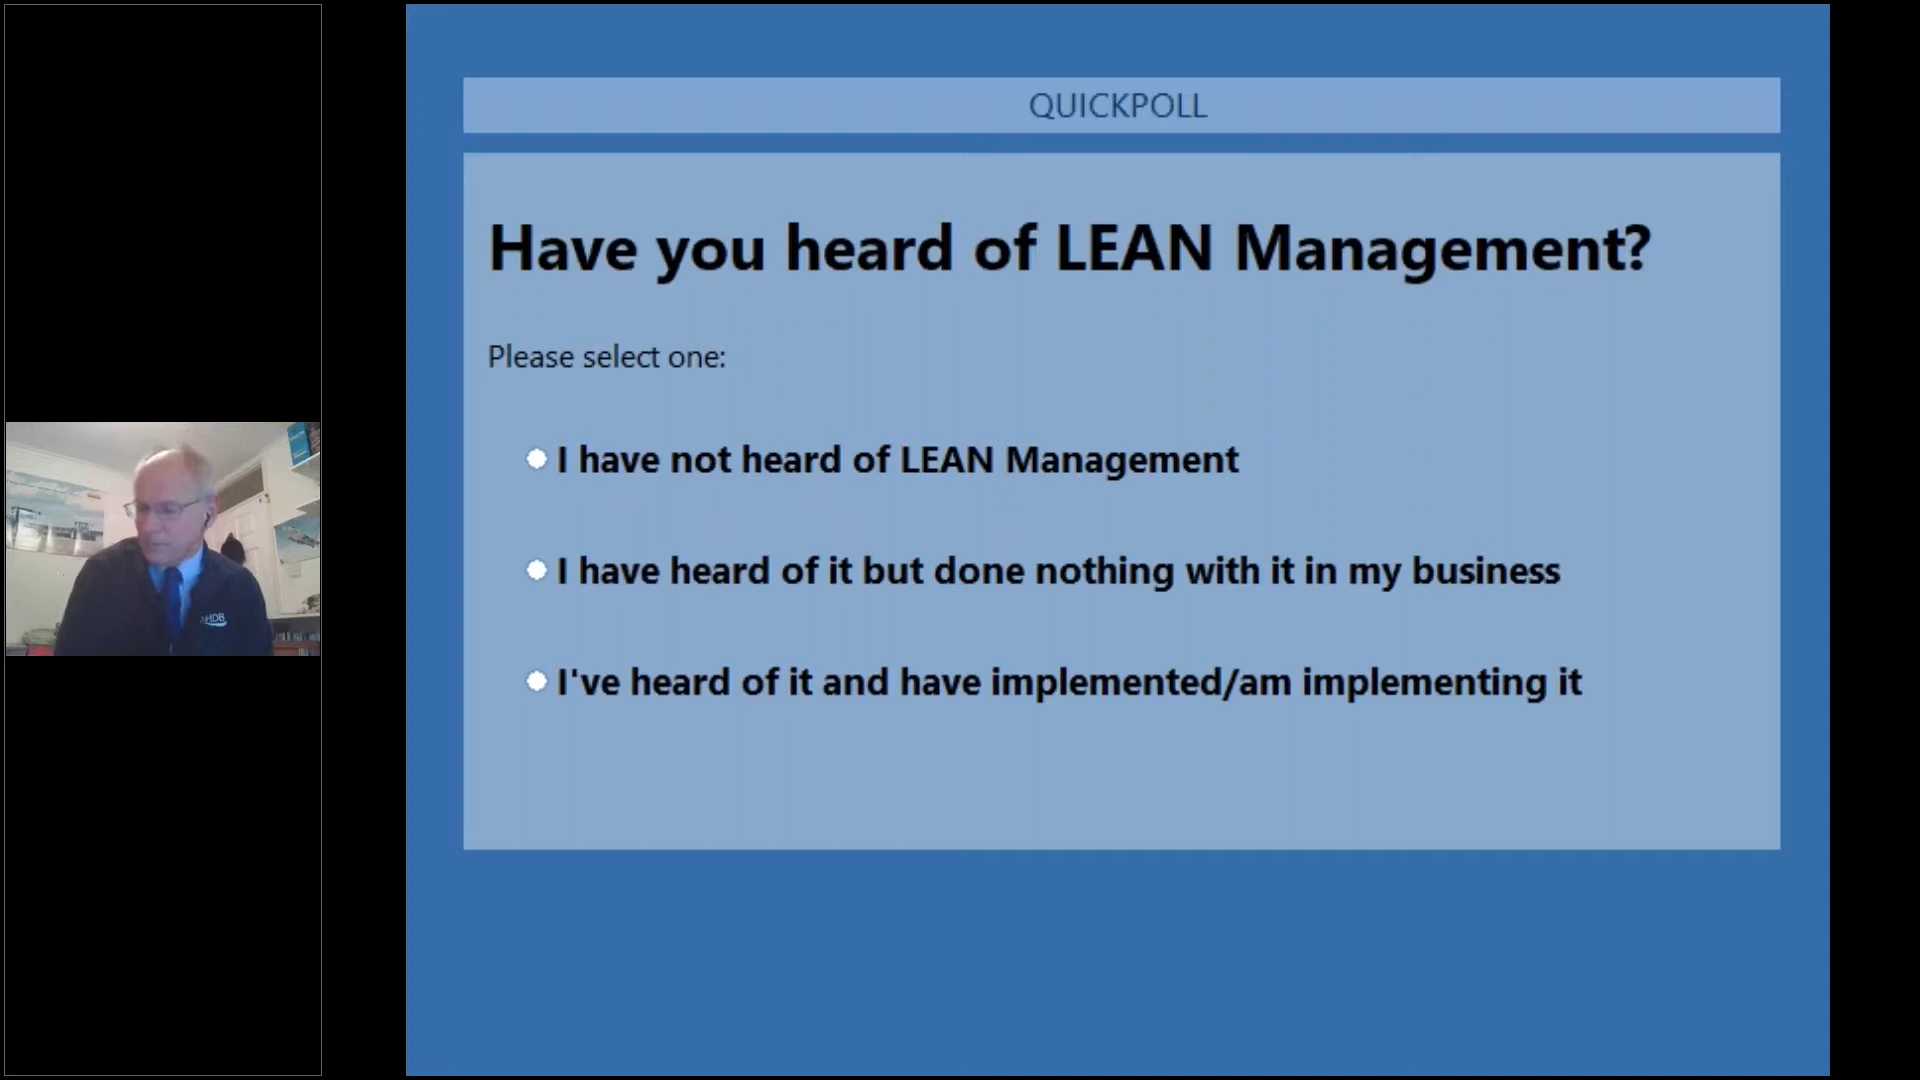 QUICKPOLL
Have you heard of LEAN Management?
Please select one:
I have not heard of LEAN Management
I have heard of it but done nothing with it in my business
I've heard of it and have implemented/am implementing it
AHDB